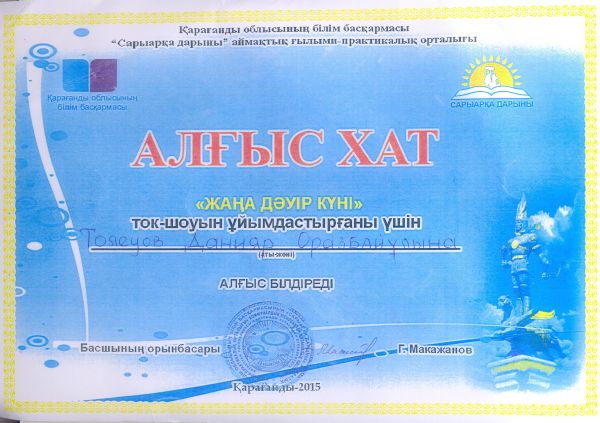 Қарағанды облысының білім басқармасы
"Сарыарқа дарыны" аймақтық ғылыми-практикалық орталығы
Қарағанды облысының
білім басқармасы
САРЫАРҚА ДАРЫНЫ
АЛҒЫС ХАТ
«ЖАҢА ДӘУІР КҮНІ»
ток-шоуын ұйымдастырғаны үшін
Данияр Оразбайұлына
(аты-жөні)
АЛҒЫС БІЛДІРЕДІ
Басшының орынбасары
Г. Макажанов
Қарағанды-2015